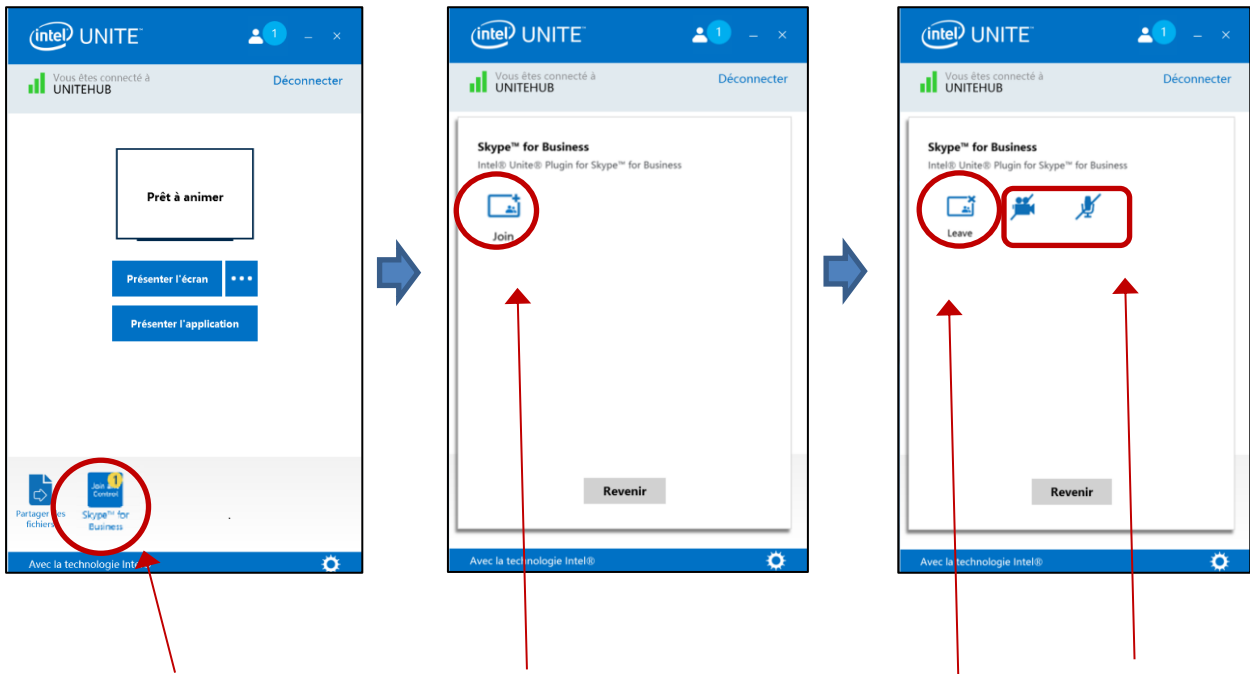 intel UNITE™
1
Vous êtes connecté à
UNITEHUB
Déconnecter
Prêt à animer
Présenter l'écran
Présenter l'application
Join 1
Control
Partager des
fichiers
Skype™ for
Business
.
Avec la technologie Intel®
intel UNITE™
1
Vous êtes connecté à
UNITEHUB
Déconnecter
Skype™ for Business
Intel® Unite® Plugin for Skype™ for Business
Join
Revenir
Avec la technologie Intel®
intel UNITE™
1
Vous êtes connecté à
UNITEHUB
Déconnecter
Skype™ for Business
Intel® Unite® Plugin for Skype™ for Business
Leave
Revenir
Avec la technologie Intel®